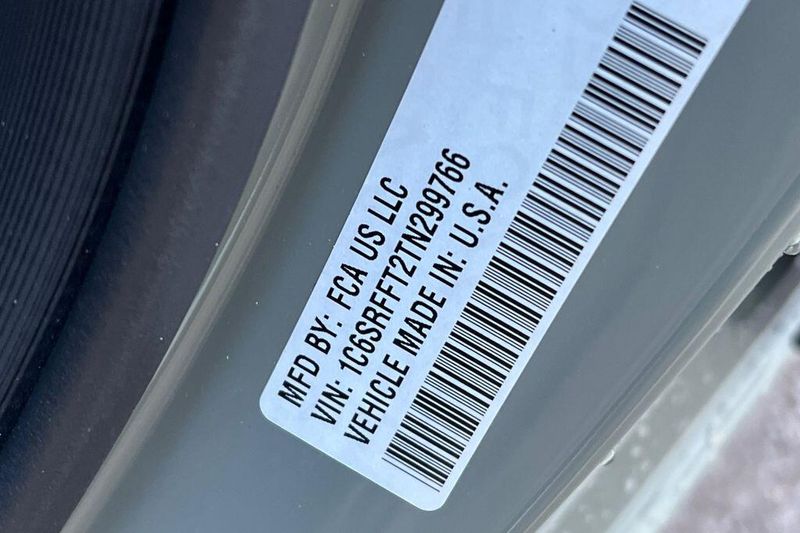 MFD BY: FCA US LLC
VIN: 1C6SRFFT2TN299766
VEHICLE MADE IN: U.S.A.